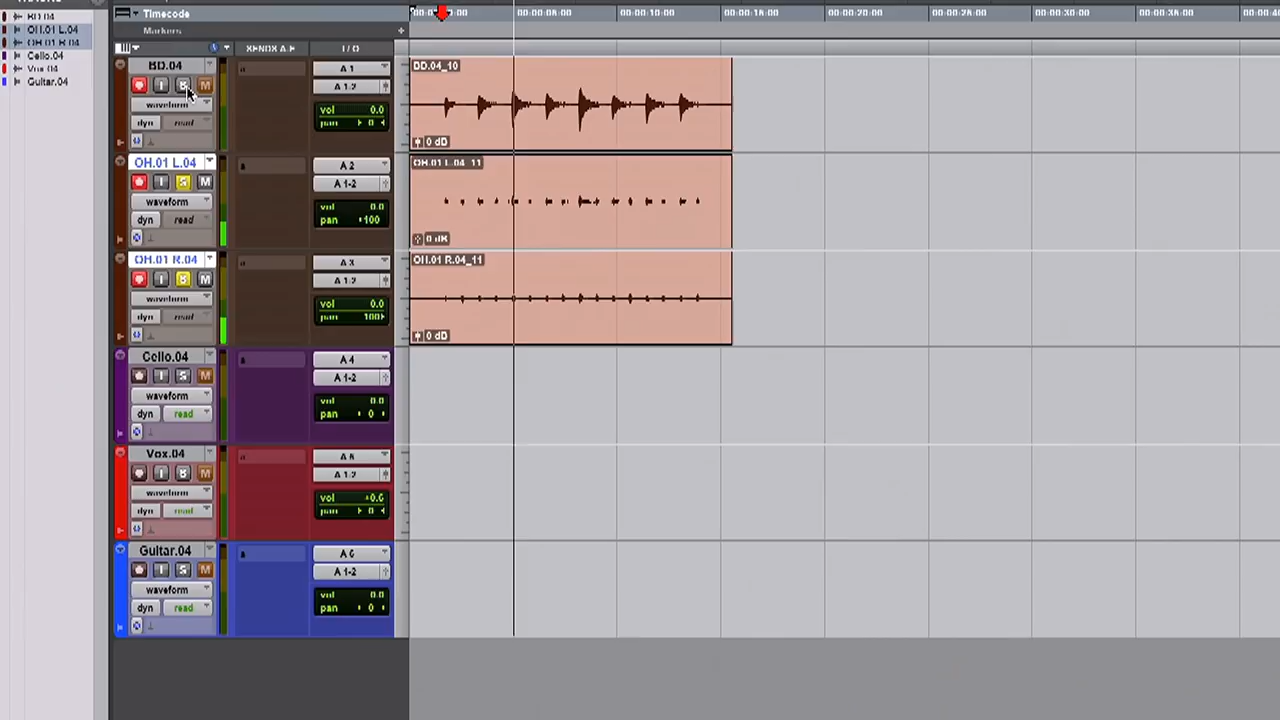 BD.04
OH.01 L.04
OH.01 R.04
Cello.04
Vox.04
Guitar.04
Timecode
00:00:05:00
00:00:10:00
00:00:15:00
00:00:20:00
00:00:25:00
00:00:30:00
00:00:35:00
Markers
SENDS A-E
I / O
BD.04
I S M
waveform
dyn read
A 1
A 1-2
vol 0.0
pan 0
BD.04_10
0 dB
OH.01 L.04
I S M
waveform
dyn read
A 2
A 1-2
vol 0.0
pan 100
OH.01 L.04_11
0 dB
OH.01 R.04
I S M
waveform
dyn read
A 3
A 1-2
vol 0.0
pan 100
OH.01 R.04_11
0 dB
Cello.04
I S M
waveform
dyn read
A 4
A 1-2
vol 0.0
pan 0
Vox.04
I S M
waveform
dyn read
A 5
A 1-2
vol
pan 0
Guitar.04
I S M
waveform
dyn read
A 6
A 1-2
vol 0.0
pan 0